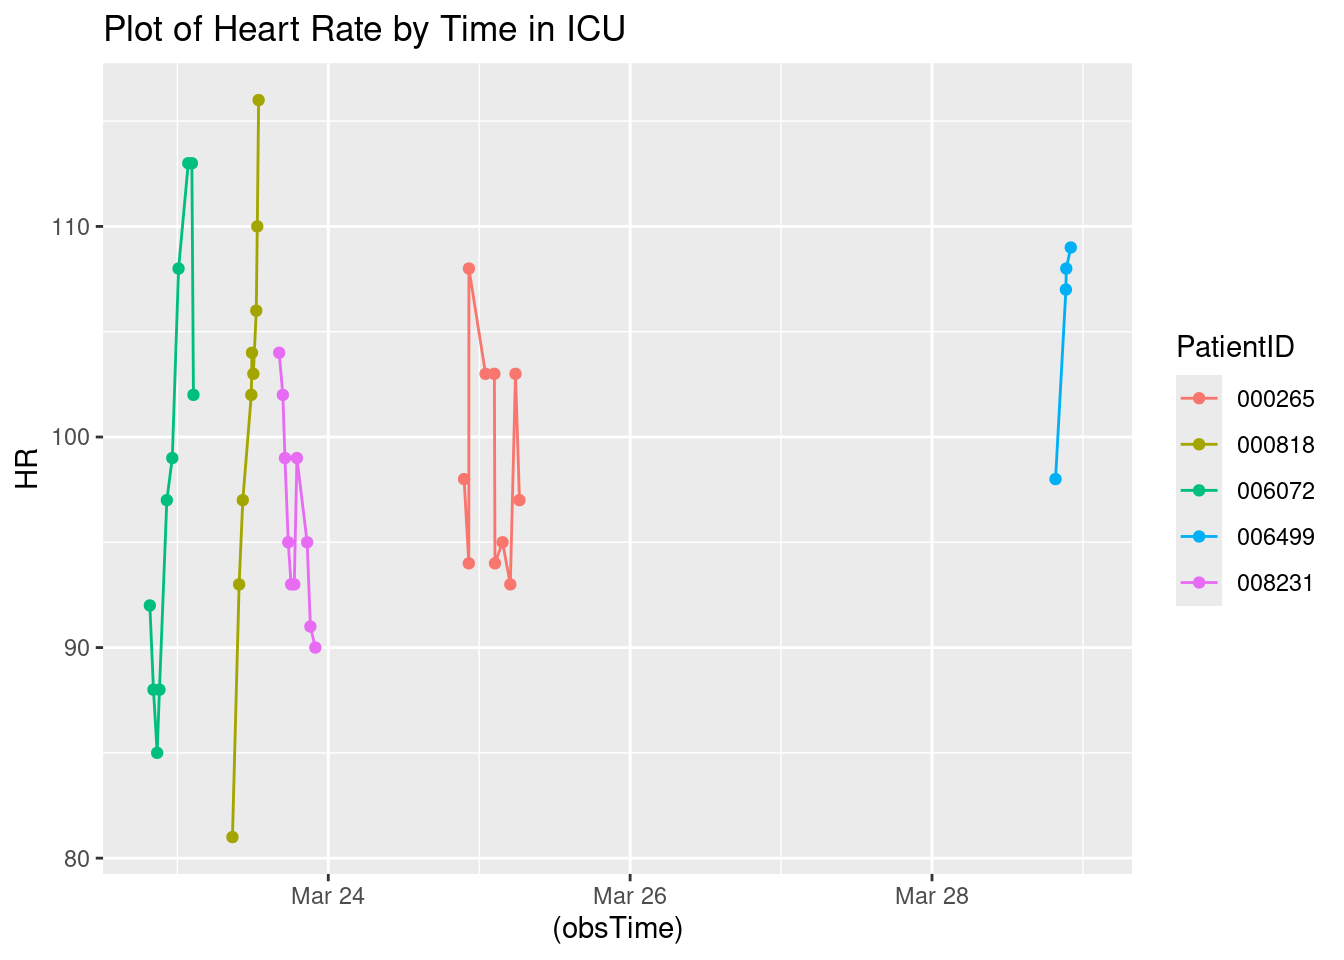 Plot of Heart Rate by Time in ICU
110
100
90
80
HR
Mar 24
Mar 26
Mar 28
(obsTime)
PatientID
000265
000818
006072
006499
008231